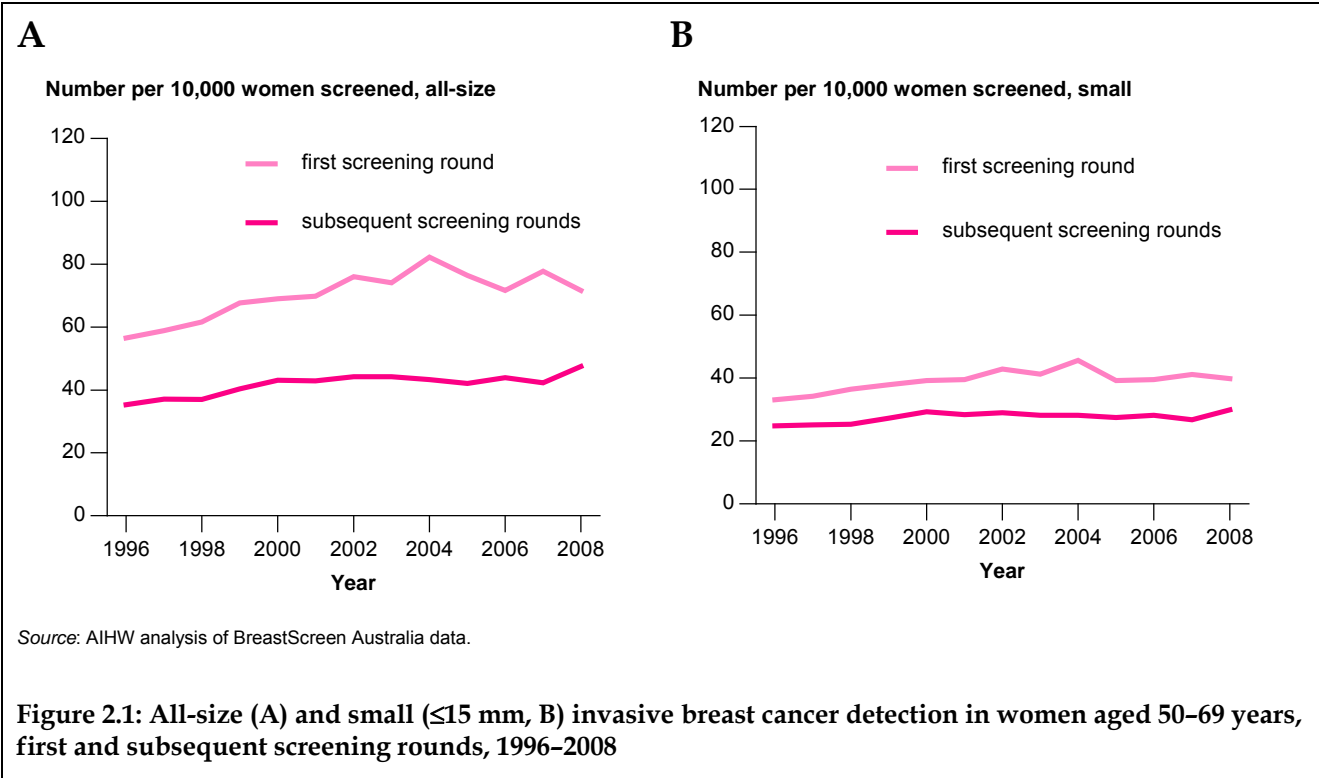 A
Number per 10,000 women screened, all-size
120
100
80
60
40
20
0
first screening round
subsequent screening rounds
1996 1998 2000 2002 2004 2006 2008
Year
B
Number per 10,000 women screened, small
120
100
80
60
40
20
0
first screening round
subsequent screening rounds
1996 1998 2000 2002 2004 2006 2008
Year
Source: AIHW analysis of BreastScreen Australia data.
Figure 2.1: All-size (A) and small (≤15 mm, B) invasive breast cancer detection in women aged 50–69 years,
first and subsequent screening rounds, 1996–2008